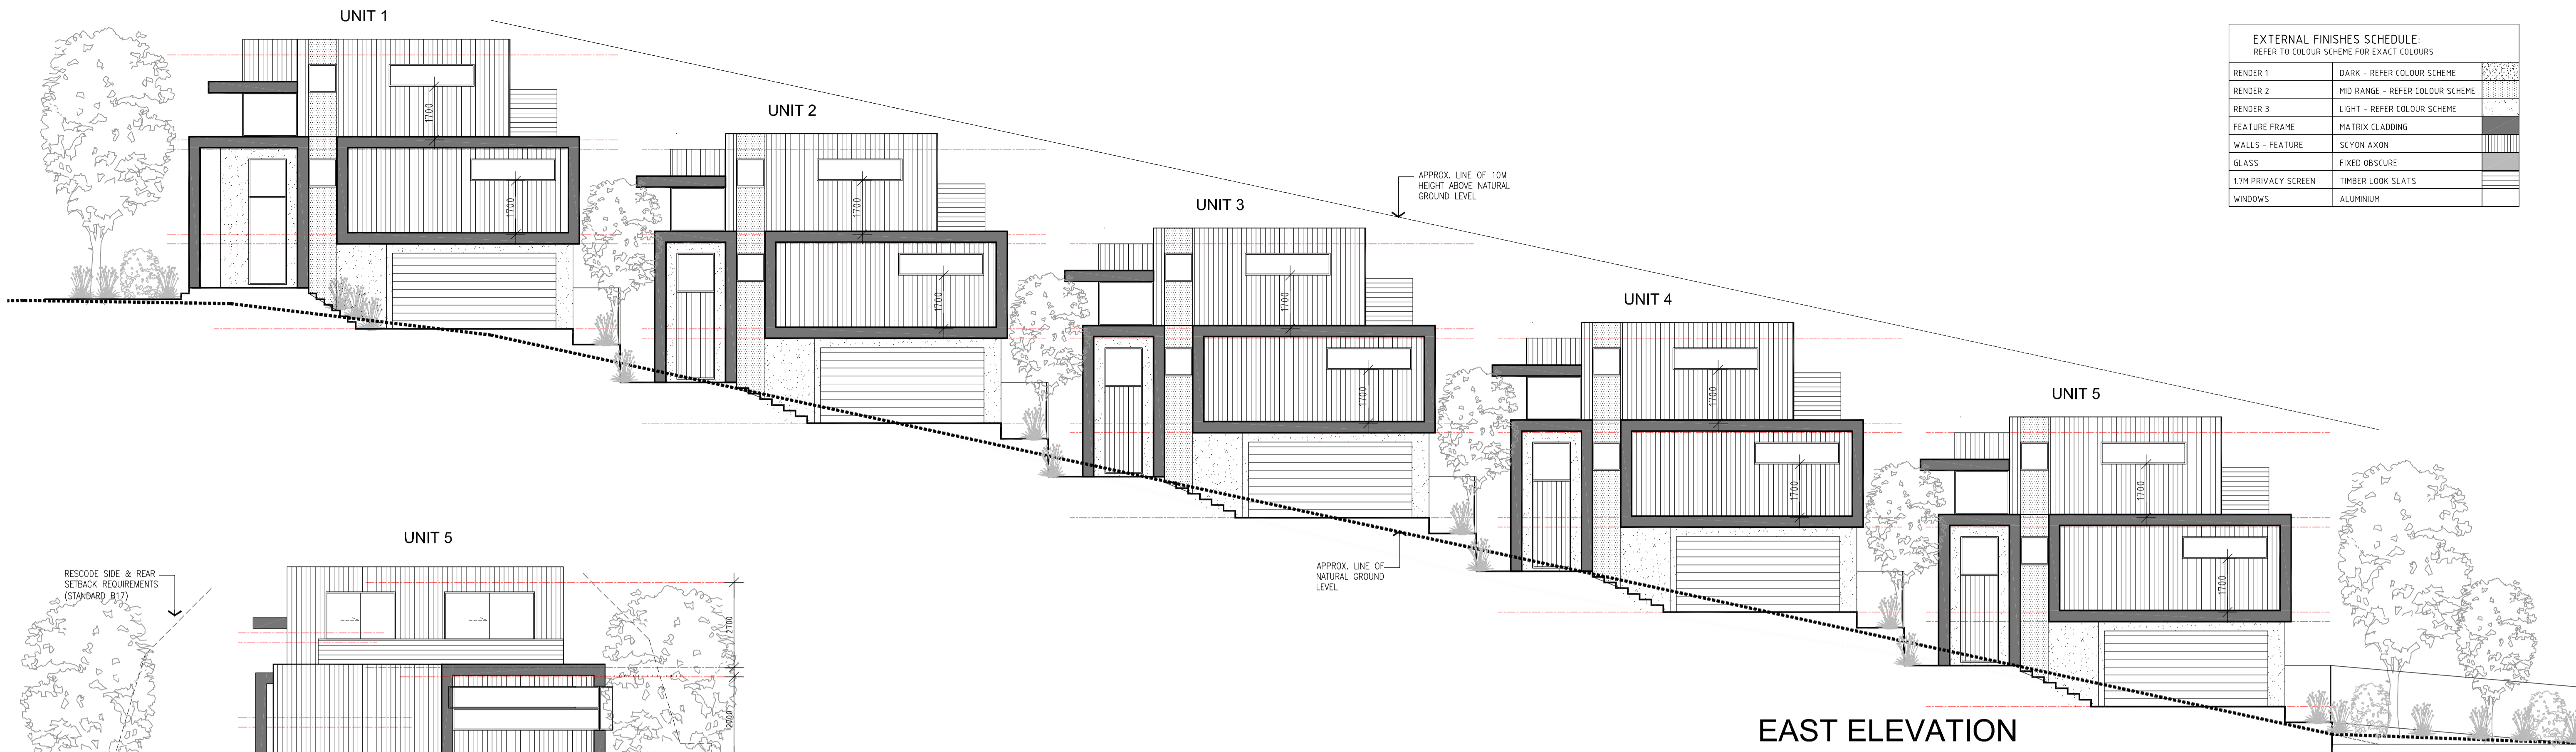 UNIT 1
UNIT 2
UNIT 3
UNIT 4
UNIT 5
EXTERNAL FINISHES SCHEDULE:
REFER TO COLOUR SCHEME FOR EXACT COLOURS
RENDER 1 DARK - REFER COLOUR SCHEME
RENDER 2 MID RANGE - REFER COLOUR SCHEME
RENDER 3 LIGHT - REFER COLOUR SCHEME
FEATURE FRAME MATRIX CLADDING
WALLS - FEATURE SCYON AXON
GLASS FIXED OBSCURE
1.7M PRIVACY SCREEN TIMBER LOOK SLATS
WINDOWS ALUMINIUM
APPROX. LINE OF 10M
HEIGHT ABOVE NATURAL
GROUND LEVEL
1700
1700
1700
1700
1700
1700
1700
1700
1700
1700
APPROX. LINE OF
NATURAL GROUND
LEVEL
UNIT 5
RESCODE SIDE & REAR
SETBACK REQUIREMENTS
(STANDARD B17)
2700
EAST ELEVATION